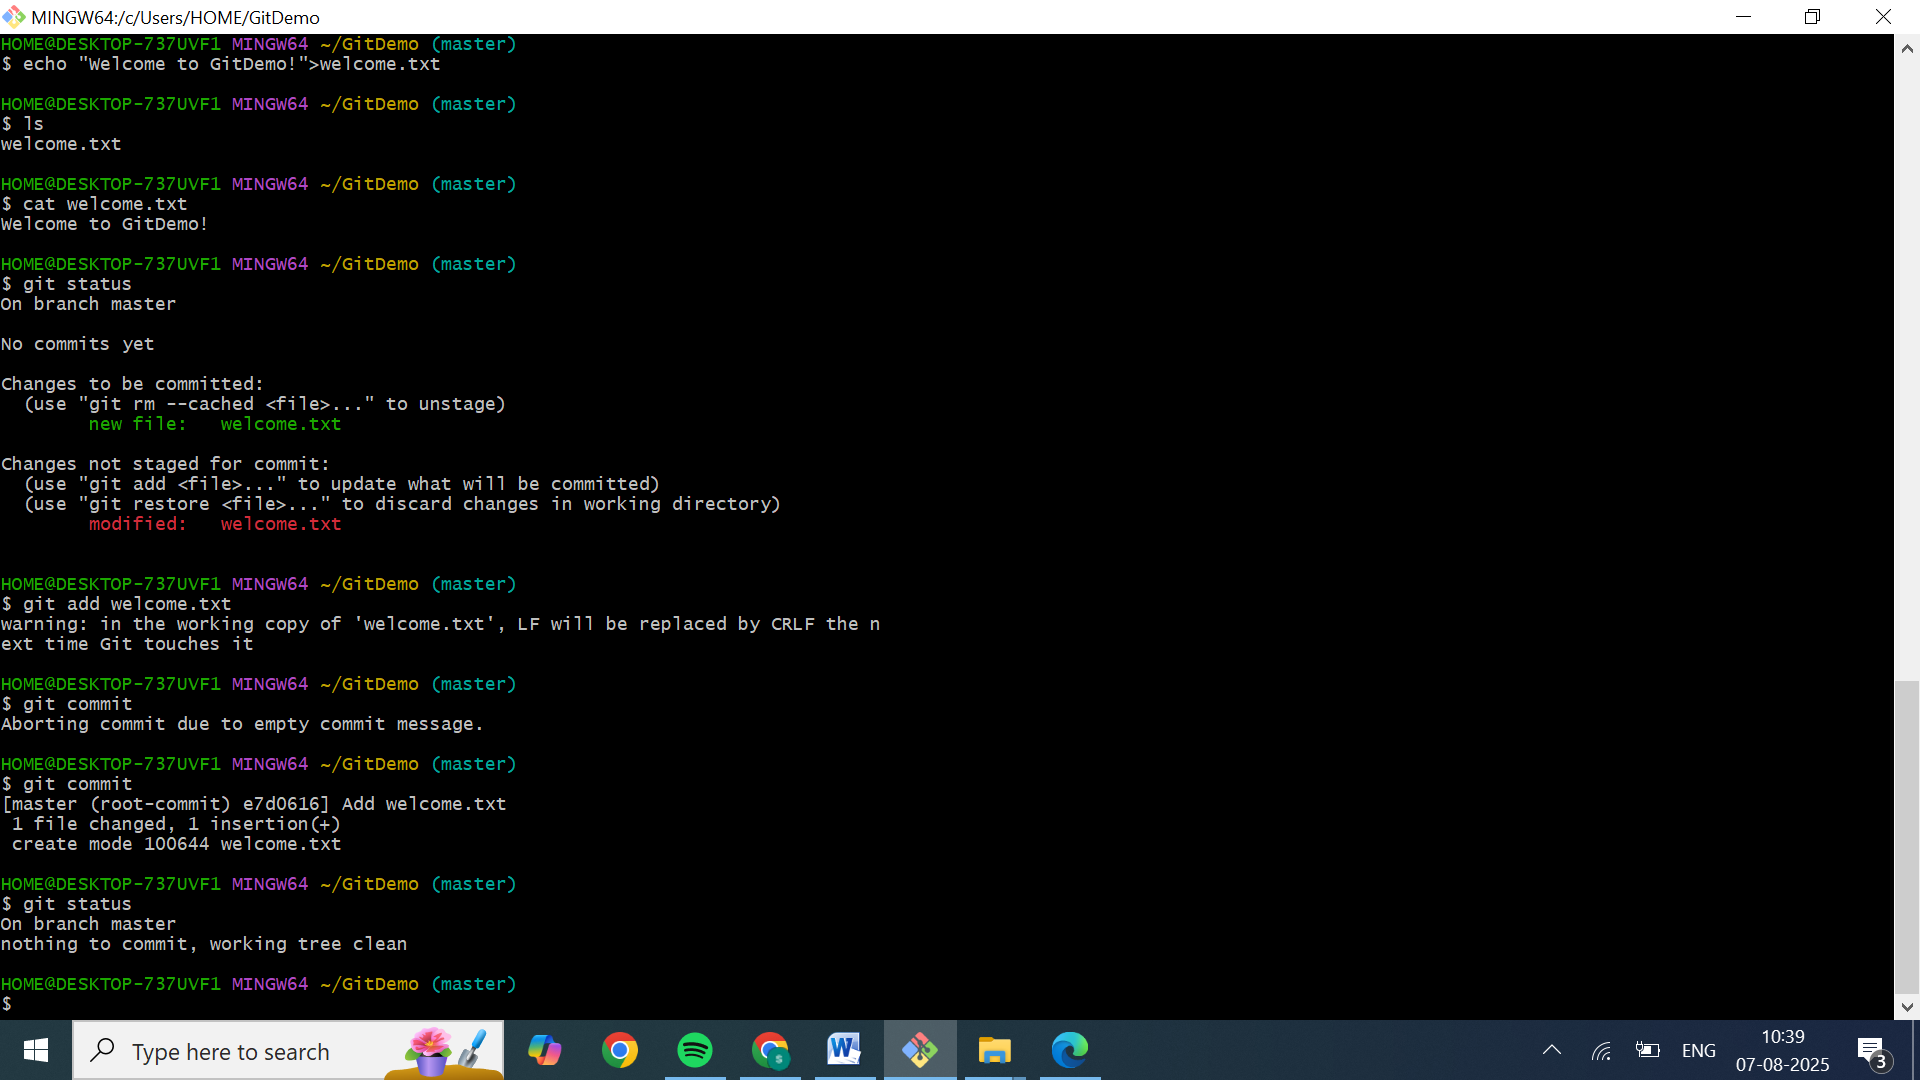 MINGW64:/c/Users/HOME/GitDemo
HOME@DESKTOP-737UVF1 MINGW64 ~/GitDemo (master)
$ echo "Welcome to GitDemo!">welcome.txt
HOME@DESKTOP-737UVF1 MINGW64 ~/GitDemo (master)
$ ls
welcome.txt
HOME@DESKTOP-737UVF1 MINGW64 ~/GitDemo (master)
$ cat welcome.txt
Welcome to GitDemo!
HOME@DESKTOP-737UVF1 MINGW64 ~/GitDemo (master)
$ git status
On branch master
No commits yet
Changes to be committed:
  (use "git rm --cached <file>..." to unstage)
        new file:   welcome.txt
Changes not staged for commit:
  (use "git add <file>..." to update what will be committed)
  (use "git restore <file>..." to discard changes in working directory)
        modified:   welcome.txt
HOME@DESKTOP-737UVF1 MINGW64 ~/GitDemo (master)
$ git add welcome.txt
warning: in the working copy of 'welcome.txt', LF will be replaced by CRLF the n
ext time Git touches it
HOME@DESKTOP-737UVF1 MINGW64 ~/GitDemo (master)
$ git commit
Aborting commit due to empty commit message.
HOME@DESKTOP-737UVF1 MINGW64 ~/GitDemo (master)
$ git commit
[master (root-commit) e7d0616] Add welcome.txt
 1 file changed, 1 insertion(+)
 create mode 100644 welcome.txt
HOME@DESKTOP-737UVF1 MINGW64 ~/GitDemo (master)
$ git status
On branch master
nothing to commit, working tree clean
HOME@DESKTOP-737UVF1 MINGW64 ~/GitDemo (master)
$
Type here to search
W
$
ENG
10:39
07-08-2025
3